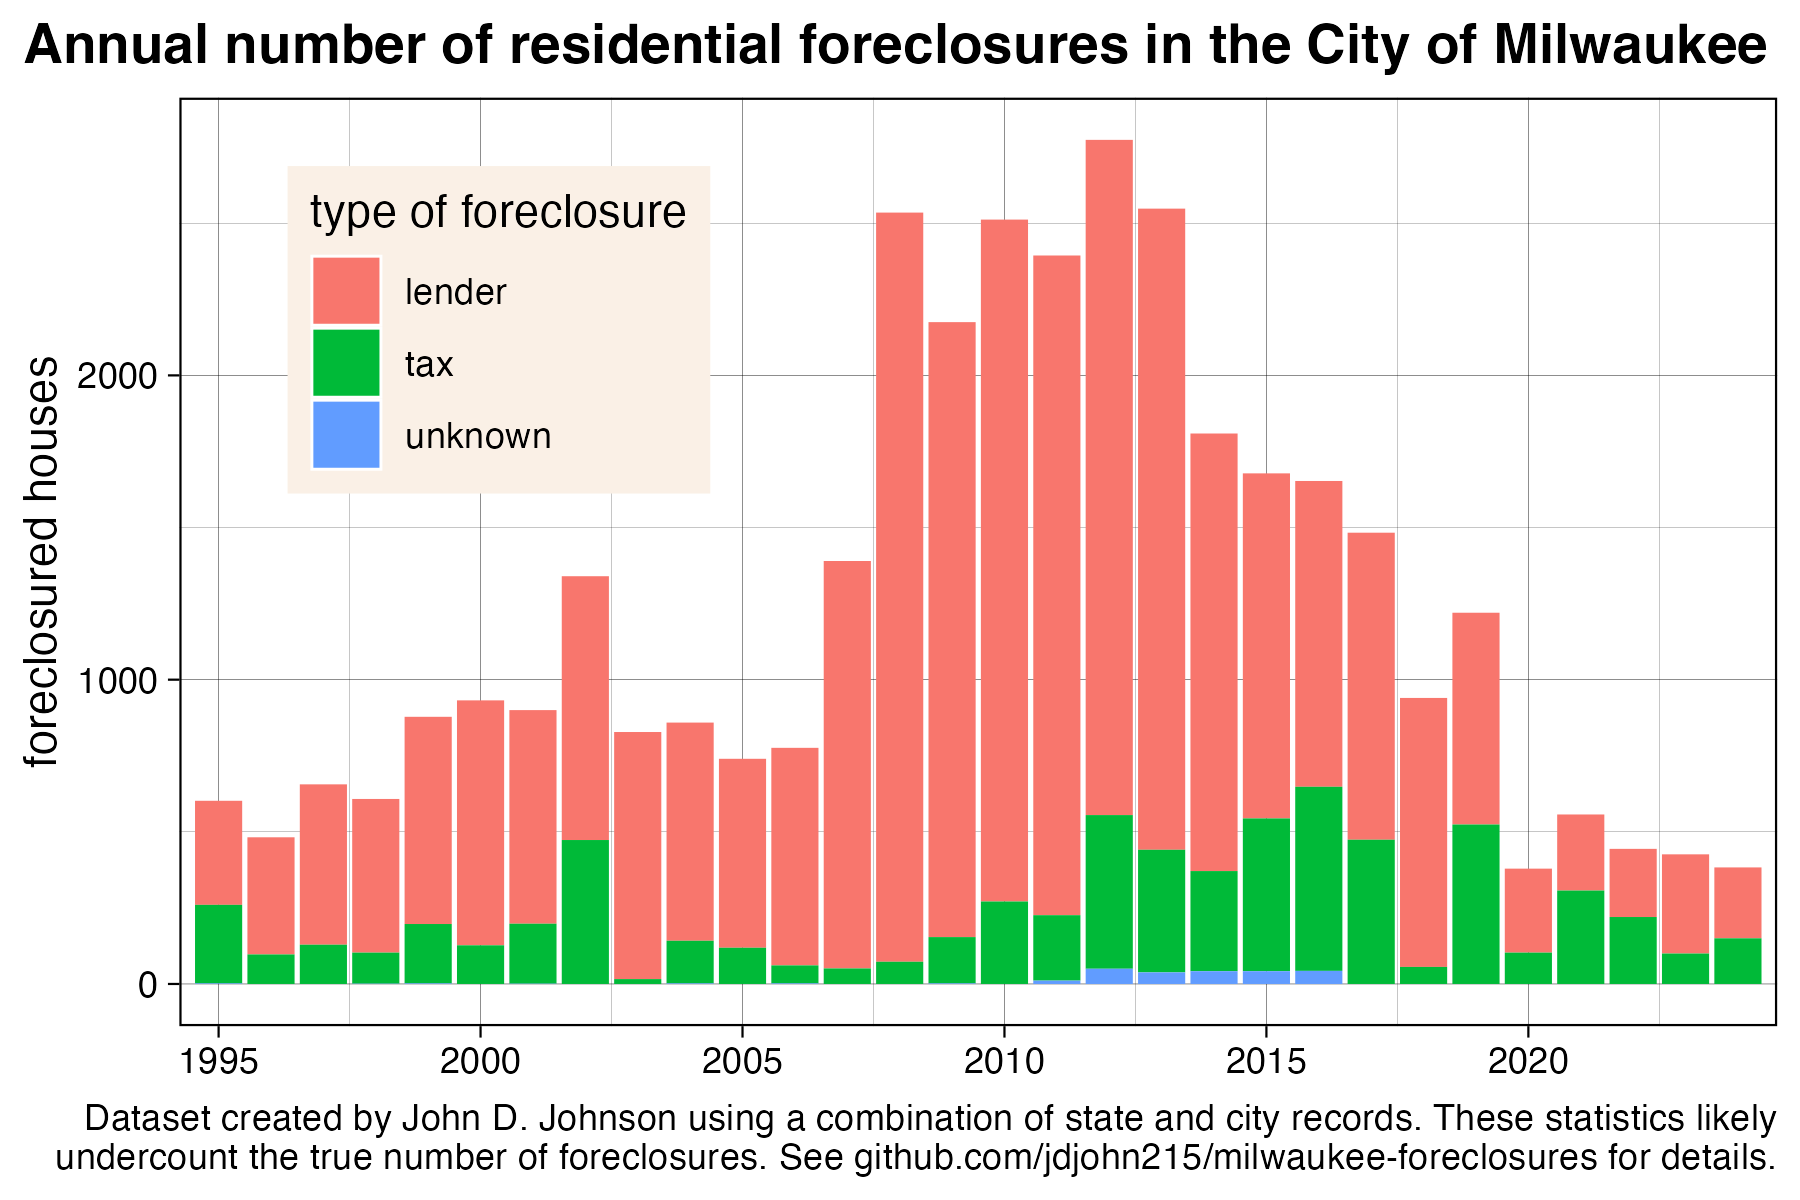 Annual number of residential foreclosures in the City of Milwaukee
type of foreclosure
lender
tax
unknown
foreclosured houses
2000
1000
0
1995
2000
2005
2010
2015
2020
Dataset created by John D. Johnson using a combination of state and city records. These statistics likely
undercount the true number of foreclosures. See github.com/jdjohn215/milwaukee-foreclosures for details.